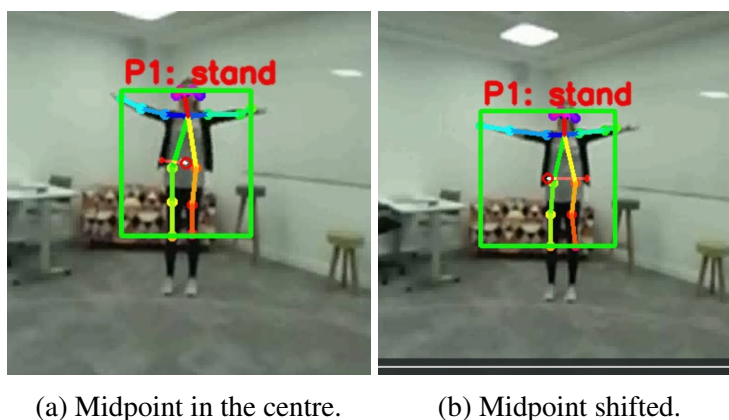 P1: stand
P1: stand
(a) Midpoint in the centre.
(b) Midpoint shifted.